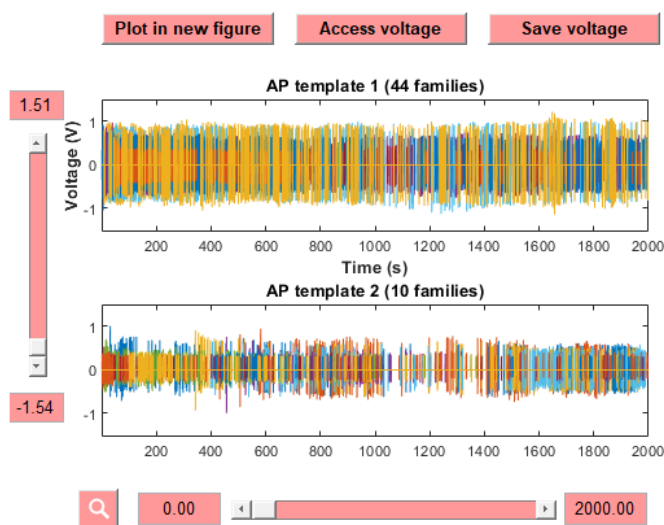 Plot in new figure Access voltage Save voltage
AP template 1 (44 families)
1.51
Voltage (V)
1
0
-1
200 400 600 800 1000 1200 1400 1600 1800 2000
Time (s)
AP template 2 (10 families)
1
0
-1
-1.54
200 400 600 800 1000 1200 1400 1600 1800 2000
0.00 2000.00